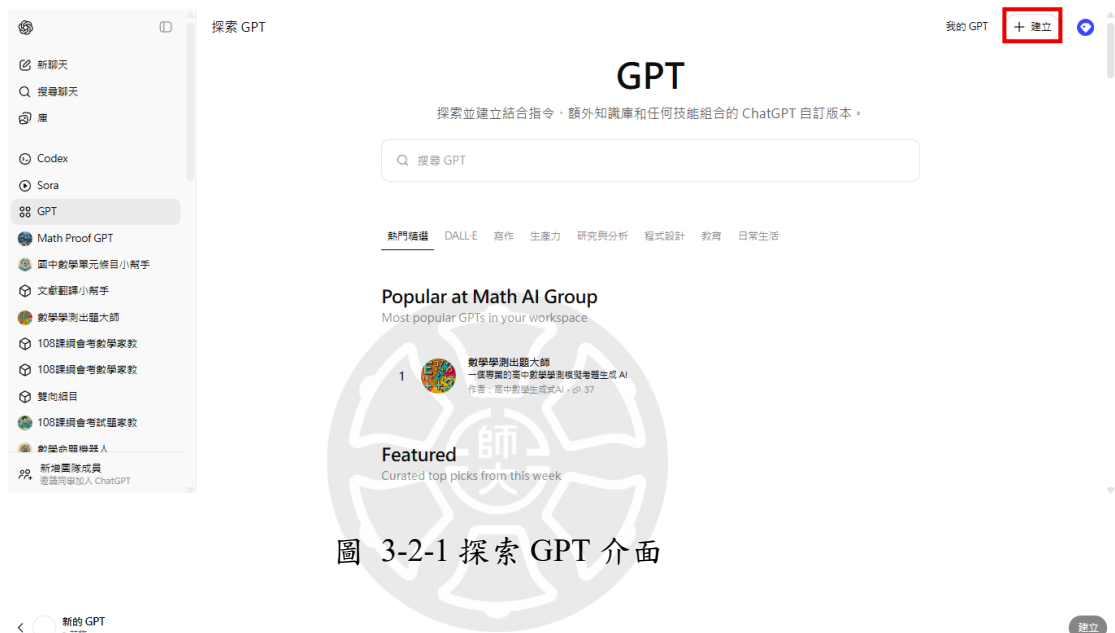 探索 GPT
我的 GPT
建立
新聊天
搜尋聊天
庫
Codex
Sora
GPT
Math Proof GPT
國中數學單元條目小幫手
文獻翻譯小幫手
數學學測出題大師
108課綱會考數學家教
108課綱會考數學家教
雙向細目
108課綱會考試題家教
數學命題機器人
新增團隊成員
邀請同事加入 ChatGPT
GPT
探索並建立結合指令、額外知識庫和任何技能組合的 ChatGPT 自訂版本。
搜尋 GPT
熱門精選 DALL·E 寫作 生產力 研究與分析 程式設計 教育 日常生活
Popular at Math AI Group
Most popular GPTs in your workspace
1
數學學測出題大師
一個專業的高中數學學測模擬考題生成 AI
作者：高中數學生成式AI · 37
Featured
Curated top picks from this week
師大
圖 3-2-1 探索 GPT 介面
新的 GPT
建立